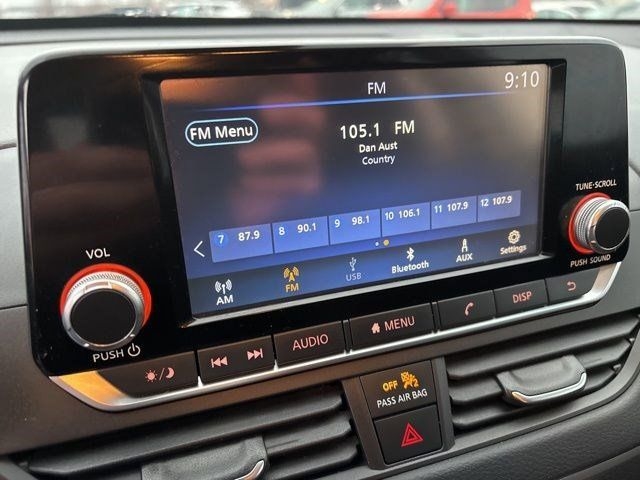 FM
9:10
FM Menu
105.1 FM
Dan Aust
Country
7 87.9 8 90.1 9 98.1 10 106.1 11 107.9 12 107.9
AM FM USB Bluetooth AUX Settings
TUNE·SCROLL
PUSH SOUND
VOL
PUSH
AUDIO MENU DISP
OFF 2
PASS AIR BAG